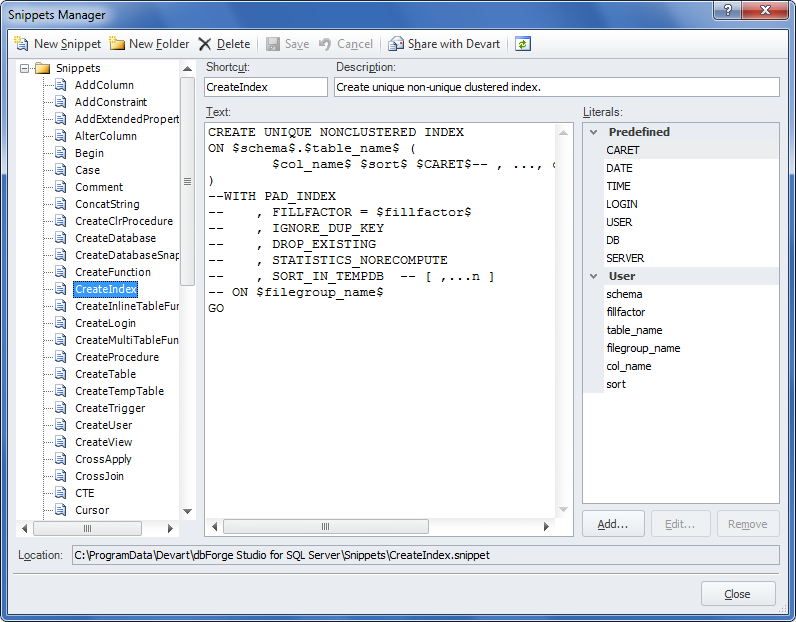 Snippets Manager
New Snippet New Folder Delete Save Cancel Share with Devart
Snippets
AddColumn
AddConstraint
AddExtendedPropert
AlterColumn
Begin
Case
Comment
ConcatString
CreateClrProcedure
CreateDatabase
CreateDatabaseSnap
CreateFunction
CreateIndex
CreateInlineTableFur
CreateLogin
CreateMultiTableFun
CreateProcedure
CreateTable
CreateTempTable
CreateTrigger
CreateUser
CreateView
CrossApply
CrossJoin
CTE
Cursor
Shortcut: Description:
CreateIndex Create unique non-unique clustered index.
Text:
CREATE UNIQUE NONCLUSTERED INDEX
ON $schema$.$table_name$ (
$col_name$ $sort$ $CARET$-- , ...,
)
--WITH PAD_INDEX
-- , FILLFACTOR = $fillfactor$
-- , IGNORE_DUP_KEY
-- , DROP_EXISTING
-- , STATISTICS_NORECOMPUTE
-- , SORT_IN_TEMPDB -- [ ,...n ]
-- ON $filegroup_name$
GO
Literals:
Predefined
CARET
DATE
TIME
LOGIN
USER
DB
SERVER
User
schema
fillfactor
table_name
filegroup_name
col_name
sort
Add... Edit... Remove
Location: C:\ProgramData\Devart\dbForge Studio for SQL Server\Snippets\CreateIndex.snippet
Close